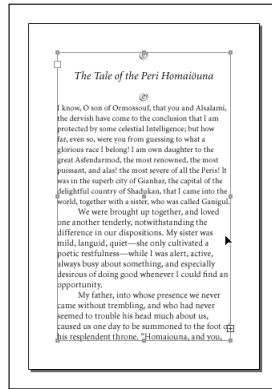 The Tale of the Peri Homaïouna
I know, O son of Ormossouf, that you and Alsalami,
the dervish have come to the conclusion that I am
protected by some celestial Intelligence; but how
far, even so, were you from guessing to what a
glorious race I belong! I am own daughter to the
great Asfendarmod, the most renowned, the most
puissant, and alas! the most severe of all the Peris! It
was in the superb city of Gianhar, the capital of the
delightful country of Shadukan, that I came into the
world, together with a sister, who was called Ganigul.
We were brought up together, and loved
one another tenderly, notwithstanding the
difference in our dispositions. My sister was
mild, languid, quiet—she only cultivated a
poetic restfulness—while I was alert, active,
always busy about something, and especially
desirous of doing good whenever I could find an
opportunity.
My father, into whose presence we never
came without trembling, and who had never
seemed to trouble his head much about us,
caused us one day to be summoned to the foot of
his resplendent throne. "Homaïouna, and you,